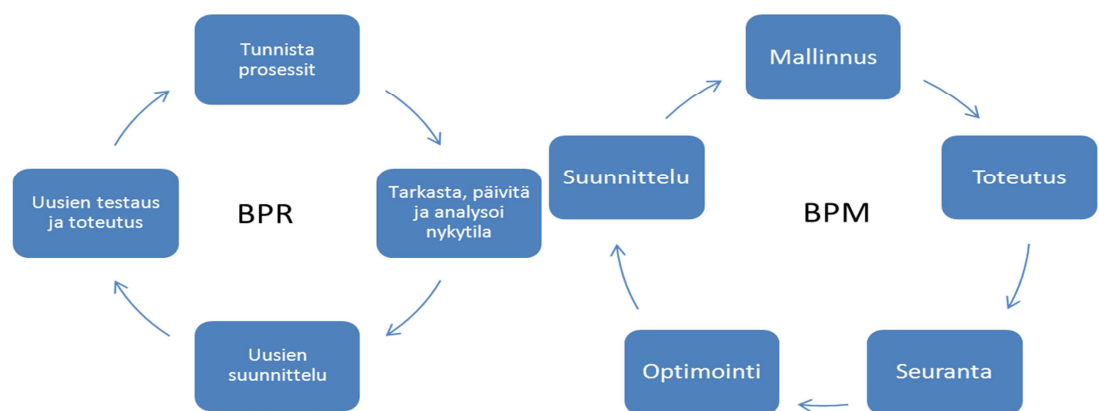 Tunnista
prosessit
Tarkasta, päivitä
ja analysoi
nykytila
Uusien
suunnittelu
Uusien testaus
ja toteutus
BPR
Mallinnus
Toteutus
Seuranta
Optimointi
Suunnittelu
BPM